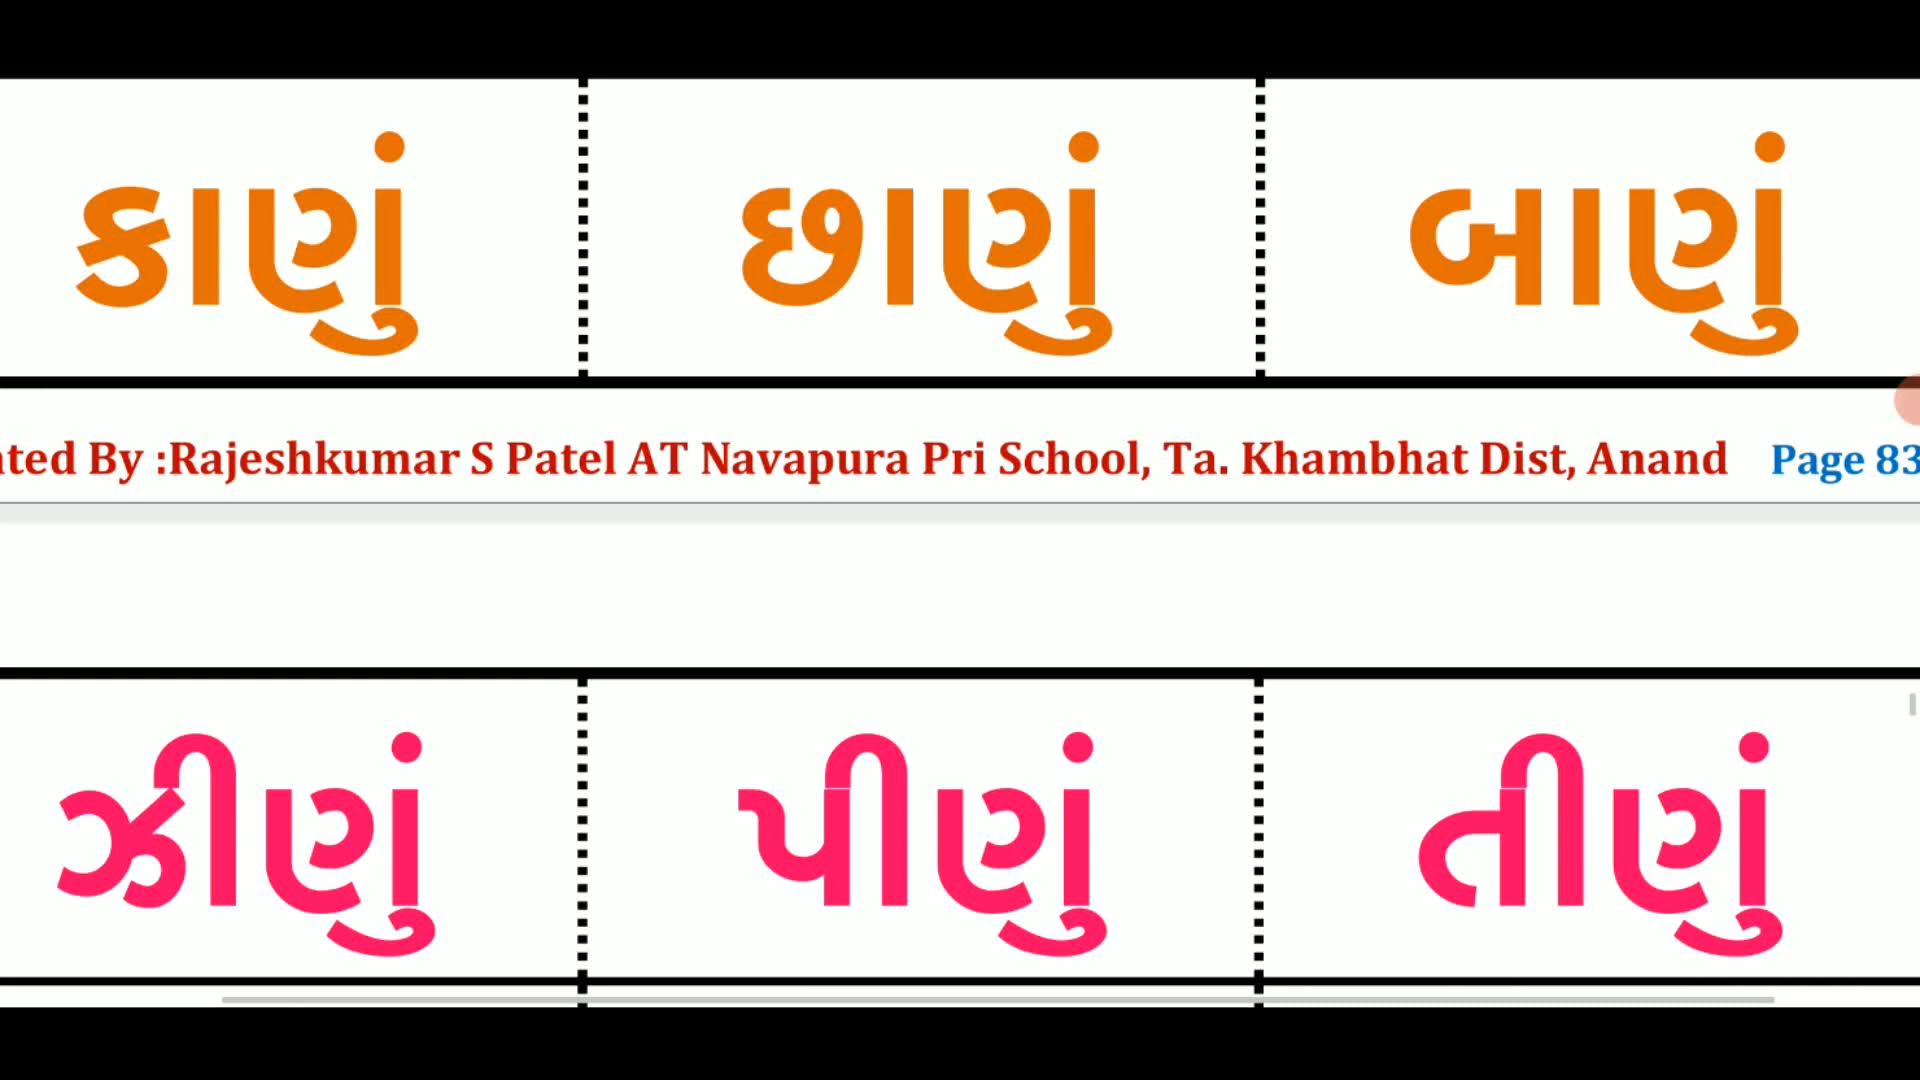 કાણું છાણું બાણું
ted By :Rajeshkumar S Patel AT Navapura Pri School, Ta. Khambhat Dist, Anand Page 83
ઝીણું પીણું તીણું